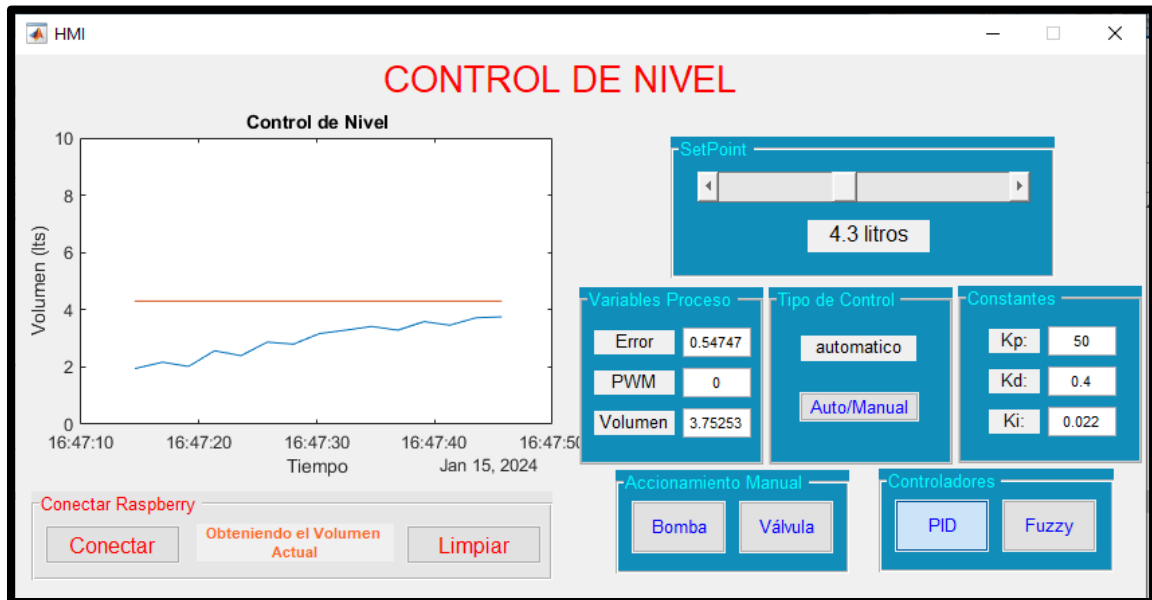 HMI
CONTROL DE NIVEL
Control de Nivel
10
8
6
4
2
0
Volumen (lts)
16:47:10 16:47:20 16:47:30 16:47:40 16:47:50
Tiempo
Jan 15, 2024
SetPoint
4.3 litros
Variables Proceso
Error 0.54747
PWM 0
Volumen 3.75253
Tipo de Control
automatico
Auto/Manual
Constantes
Kp: 50
Kd: 0.4
Ki: 0.022
Conectar Raspberry
Conectar
Obteniendo el Volumen
Actual
Limpiar
Accionamiento Manual
Bomba Válvula
Controladores
PID Fuzzy